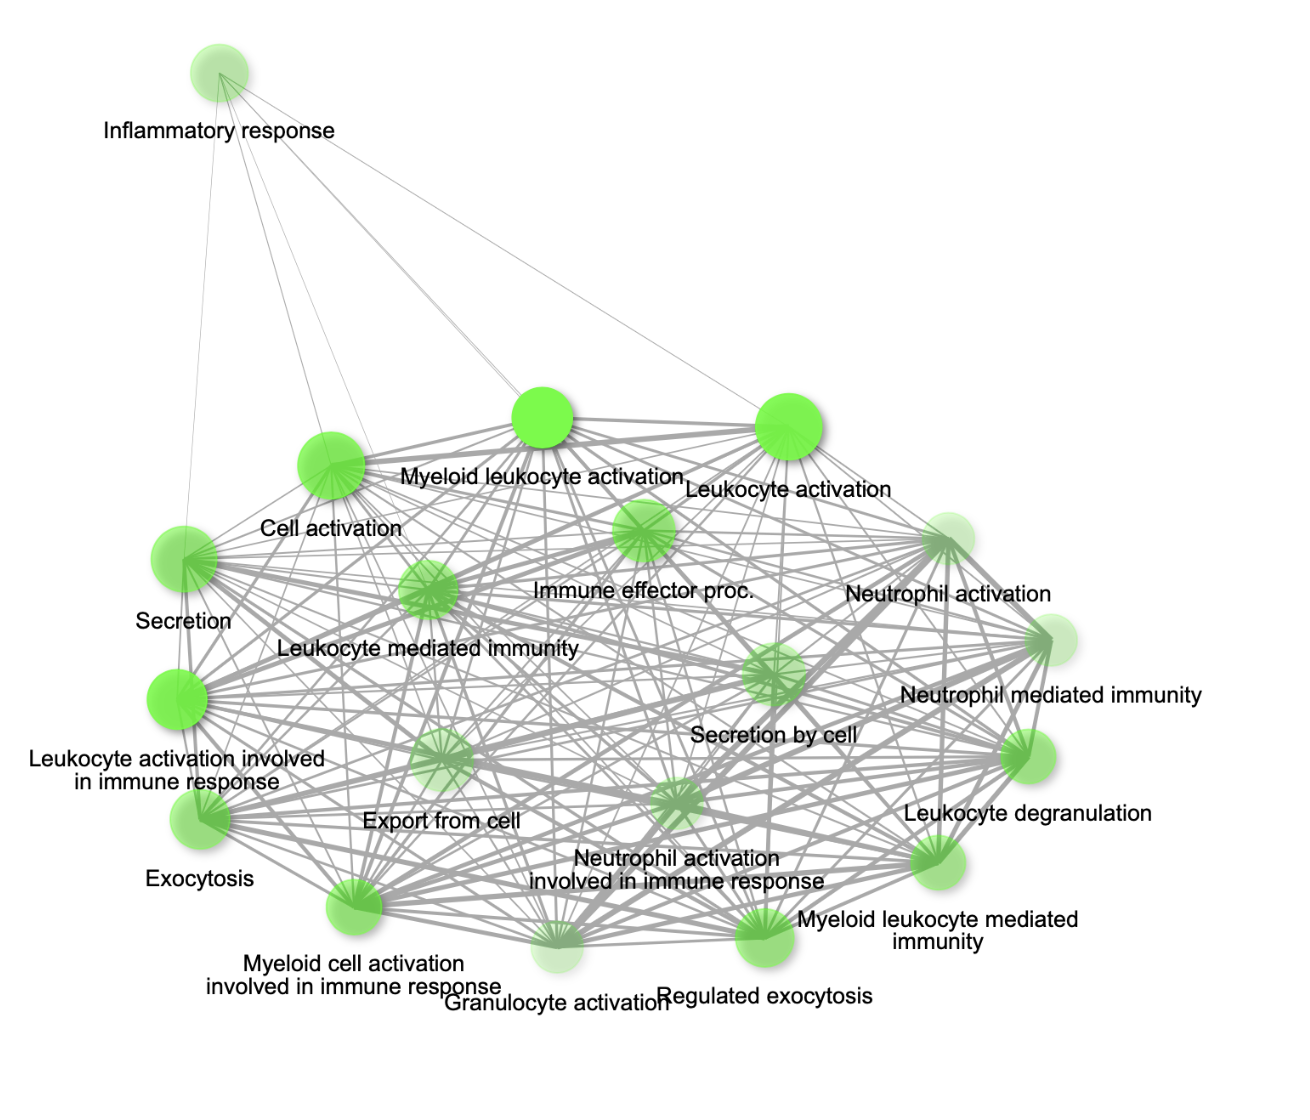 Inflammatory response
Myeloid leukocyte activation
Leukocyte activation
Cell activation
Immune effector proc.
Neutrophil activation
Secretion
Leukocyte mediated immunity
Neutrophil mediated immunity
Secretion by cell
Leukocyte activation involved
in immune response
Leukocyte degranulation
Export from cell
Neutrophil activation
involved in immune response
Exocytosis
Myeloid leukocyte mediated
immunity
Myeloid cell activation
involved in immune response
Granulocyte activation
Regulated exocytosis